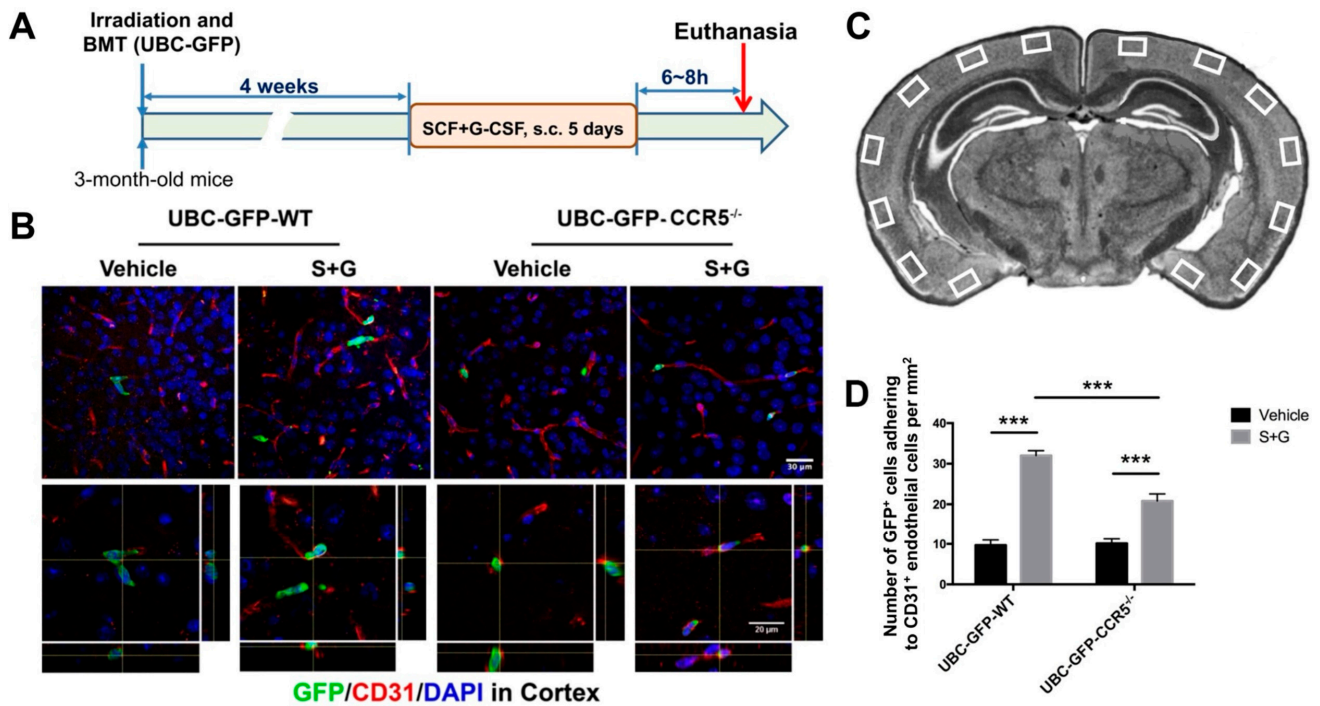 A
Irradiation and
BMT (UBC-GFP)
4 weeks
SCF+G-CSF, s.c. 5 days
6~8h
Euthanasia
3-month-old mice
B
UBC-GFP-WT
UBC-GFP-CCR5-/-
Vehicle
S+G
Vehicle
S+G
30 µm
20 µm
GFP/CD31/DAPI in Cortex
C
D
Number of GFP+ cells adhering
to CD31+ endothelial cells per mm2
40
30
20
10
0
***
***
***
Vehicle
S+G
UBC-GFP-WT
UBC-GFP-CCR5-/-